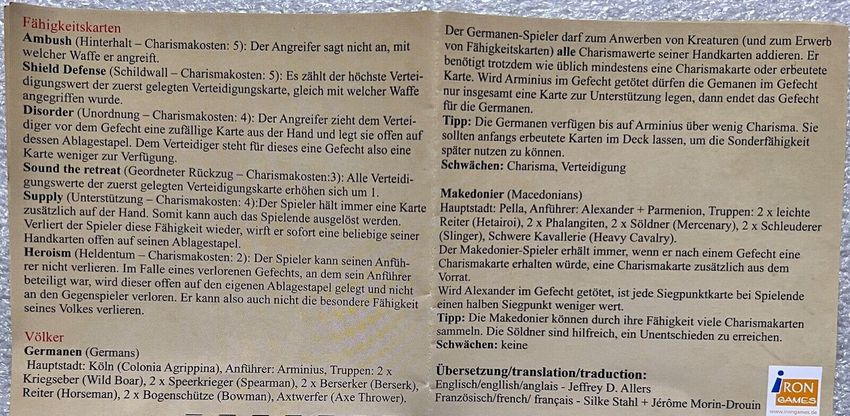 Fähigkeitskarten
Ambush (Hinterhalt – Charismakosten: 5): Der Angreifer sagt nicht an, mit
welcher Waffe er angreift.
Shield Defense (Schildwall – Charismakosten: 5): Es zählt der höchste Vertei-
digungswert der zuerst gelegten Verteidigungskarte, gleich mit welcher Waffe
angegriffen wurde.
Disorder (Unordnung – Charismakosten: 4): Der Angreifer zieht dem Vertei-
diger vor dem Gefecht eine zufällige Karte aus der Hand und legt sie offen auf
dessen Ablagestapel. Dem Verteidiger steht für dieses eine Gefecht also eine
Karte weniger zur Verfügung.
Sound the retreat (Geordneter Rückzug – Charismakosten:3): Alle Verteidi-
gungswerte der zuerst gelegten Verteidigungskarte erhöhen sich um 1.
Supply (Unterstützung – Charismakosten: 4):Der Spieler hält immer eine Karte
zusätzlich auf der Hand. Somit kann auch das Spielende ausgelöst werden.
Verliert der Spieler diese Fähigkeit wieder, wirft er sofort eine beliebige seiner
Handkarten offen auf seinen Ablagestapel.
Heroism (Heldentum – Charismakosten: 2): Der Spieler kann seinen Anfüh-
rer nicht verlieren. Im Falle eines verlorenen Gefechts, an dem sein Anführer
beteiligt war, wird dieser offen auf den eigenen Ablagestapel gelegt und nicht
an den Gegenspieler verloren. Er kann also auch nicht die besondere Fähigkeit
seines Volkes verlieren.
Völker
Germanen (Germans)
Hauptstadt: Köln (Colonia Agrippina), Anführer: Arminius, Truppen: 2 x
Kriegseber (Wild Boar), 2 x Speerkrieger (Spearman), 2 x Berserker (Berserk),
Reiter (Horseman), 2 x Bogenschütze (Bowman), Axtwerfer (Axe Thrower).
Der Germanen-Spieler darf zum Anwerben von Kreaturen (und zum Erwerb
von Fähigkeitskarten) alle Charismawerte seiner Handkarten addieren. Er
benötigt trotzdem wie üblich mindestens eine Charismakarte oder erbeutete
Karte. Wird Arminius im Gefecht getötet dürfen die Gemanen im Gefecht
nur insgesamt eine Karte zur Unterstützung legen, dann endet das Gefecht
für die Germanen.
Tipp: Die Germanen verfügen bis auf Arminius über wenig Charisma. Sie
sollten anfangs erbeutete Karten im Deck lassen, um die Sonderfähigkeit
später nutzen zu können.
Schwächen: Charisma, Verteidigung
Makedonier (Macedonians)
Hauptstadt: Pella, Anführer: Alexander + Parmenion, Truppen: 2 x leichte
Reiter (Hetairoi), 2 x Phalangiten, 2 x Söldner (Mercenary), 2 x Schleuderer
(Slinger), Schwere Kavallerie (Heavy Cavalry).
Der Makedonier-Spieler erhält immer, wenn er nach einem Gefecht eine
Charismakarte erhalten würde, eine Charismakarte zusätzlich aus dem
Vorrat.
Wird Alexander im Gefecht getötet, ist jede Siegpunktkarte bei Spielende
einen halben Siegpunkt weniger wert.
Tipp: Die Makedonier können durch ihre Fähigkeit viele Charismakarten
sammeln. Die Söldner sind hilfreich, ein Unentschieden zu erreichen.
Schwächen: keine
Übersetzung/translation/traduction:
Englisch/engllish/anglais - Jeffrey D. Allers
Französisch/french/ français - Silke Stahl + Jérôme Morin-Drouin
IRON
GAMES
www.irongames.de